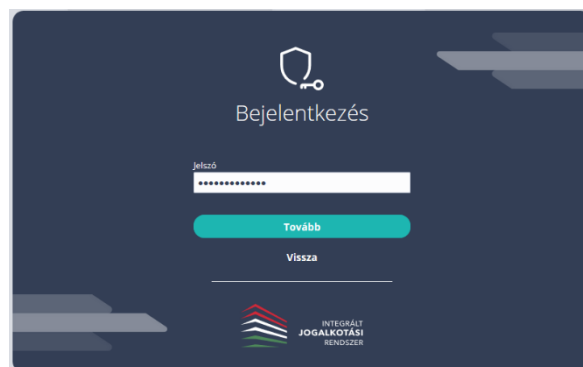 Bejelentkezés
Jelszó
•••••••••••••
Tovább
Vissza
INTEGRÁLT
JOGALKOTÁSI
RENDSZER